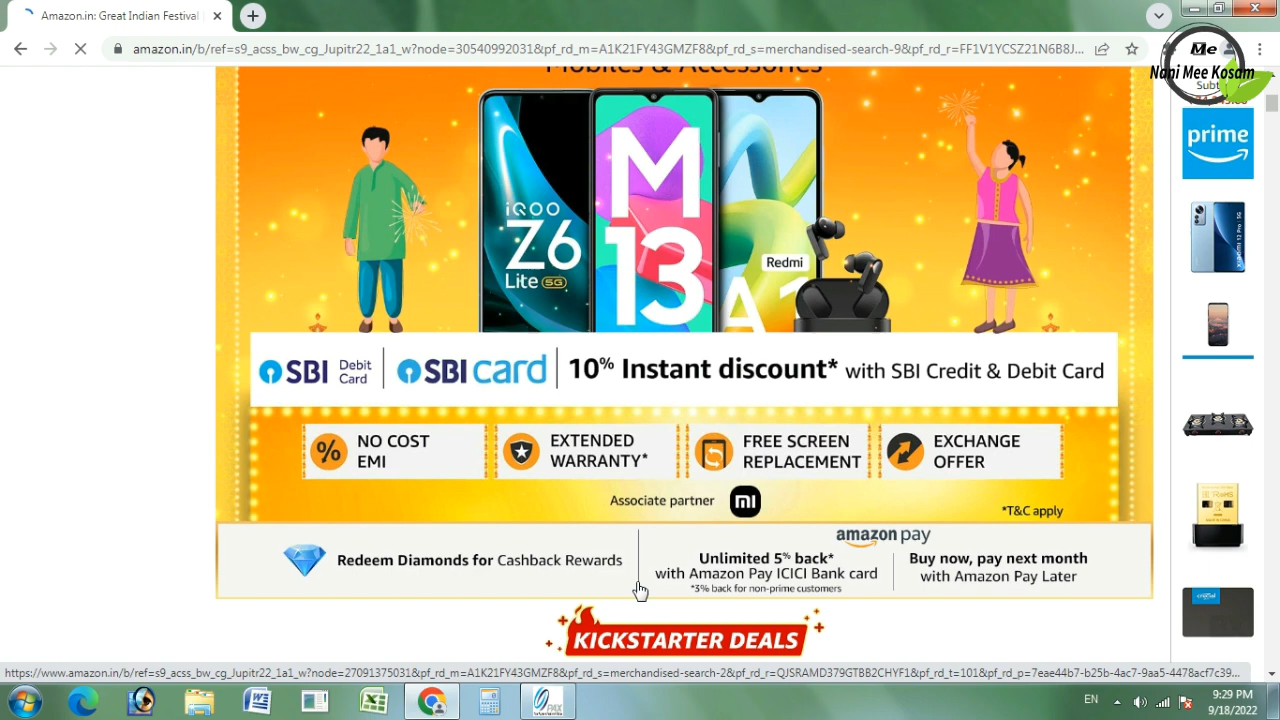 Amazon.in: Great Indian Festival
amazon.in/b/ref=s9_acss_bw_cg_Jupitr22_1a1_w?node=30540992031&pf_rd_m=A1K21FY43GMZF8&pf_rd_s=merchandised-search-9&pf_rd_r=FF1V1YCSZ21N6B8J...
Me
Nani Mee Kosam
Mobiles & Accessories
Subt
prime
iQOO
Z6
Lite 5G
M
13
Redmi
A1
SBI Debit Card
SBI card
10% Instant discount* with SBI Credit & Debit Card
NO COST
EMI
EXTENDED
WARRANTY*
FREE SCREEN
REPLACEMENT
EXCHANGE
OFFER
Associate partner mi
*T&C apply
Redeem Diamonds for Cashback Rewards
amazon pay
Unlimited 5% back*
with Amazon Pay ICICI Bank card
*3% back for non-prime customers
Buy now, pay next month
with Amazon Pay Later
crucial
KICKSTARTER DEALS
https://www.amazon.in/b/ref=s9_acss_bw_cg_Jupitr22_1a1_w?node=27091375031&pf_rd_m=A1K21FY43GMZF8&pf_rd_s=merchandised-search-2&pf_rd_r=QJSRAMD379GTBB2CHYF1&pf_rd_t=101&pf_rd_p=7eae44b7-b25b-4ac7-9aa5-4478acf7c39...
PAX
EN
9:29 PM
9/18/2022